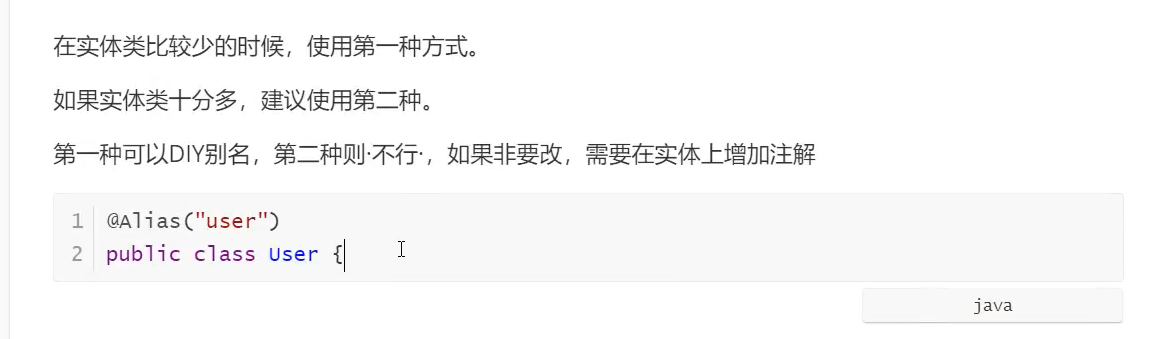 在实体类比较少的时候，使用第一种方式。
如果实体类十分多，建议使用第二种。
第一种可以DIY别名，第二种则·不行·，如果非要改，需要在实体上增加注解
1 @Alias("user")
2 public class User {
java